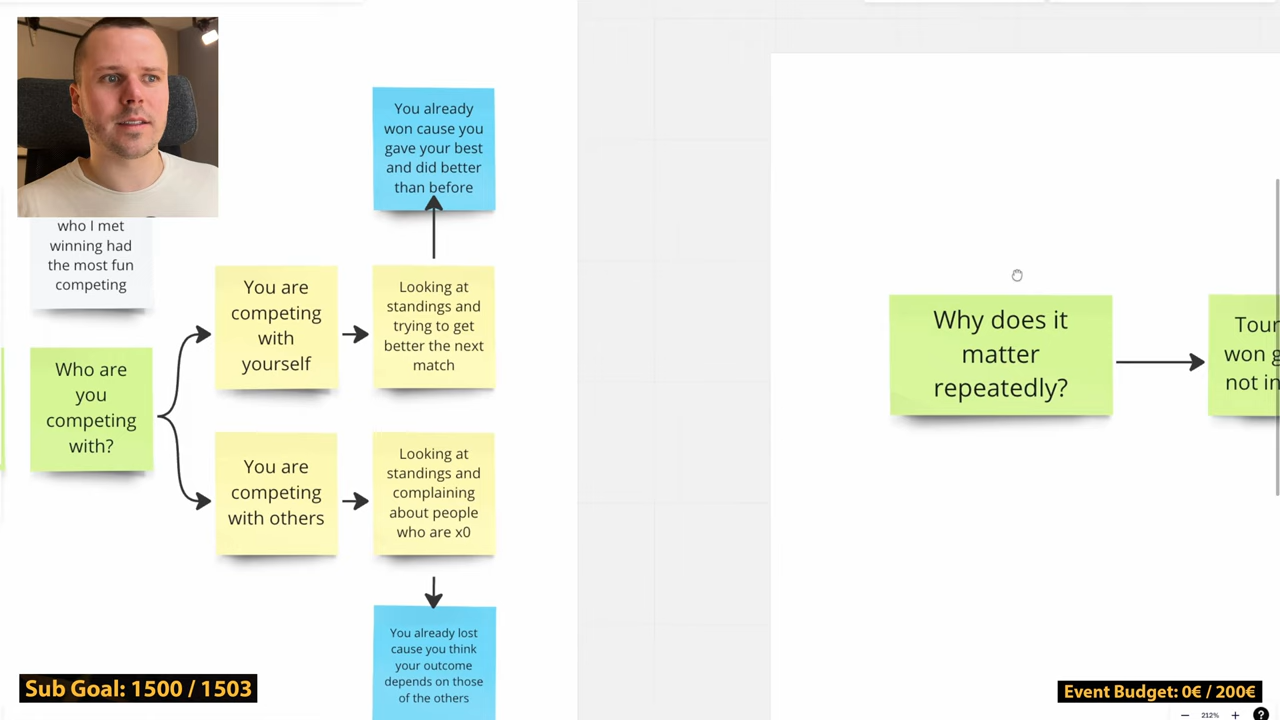 You already
won cause you
gave your best
and did better
than before
who I met
winning had
the most fun
competing
You are
competing
with
yourself
Looking at
standings and
trying to get
better the next
match
Who are
you
competing
with?
You are
competing
with others
Looking at
standings and
complaining
about people
who are x0
You already lost
cause you think
your outcome
depends on those
of the others
Why does it
matter
repeatedly?
Tour
won g
not in
Sub Goal: 1500 / 1503
Event Budget: 0€ / 200€
212%
?